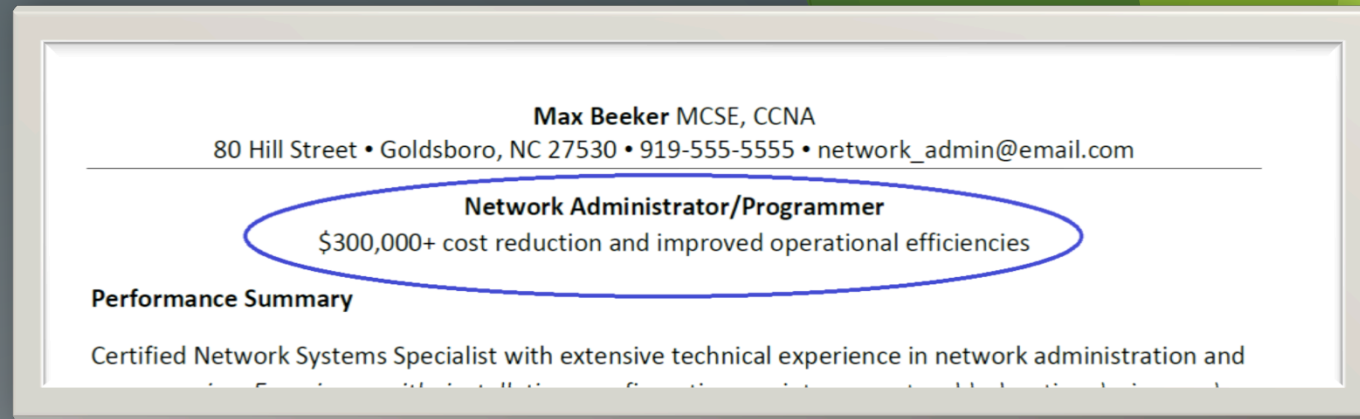 Max Beeker MCSE, CCNA
80 Hill Street • Goldsboro, NC 27530 • 919-555-5555 • network_admin@email.com
Network Administrator/Programmer
$300,000+ cost reduction and improved operational efficiencies
Performance Summary
Certified Network Systems Specialist with extensive technical experience in network administration and